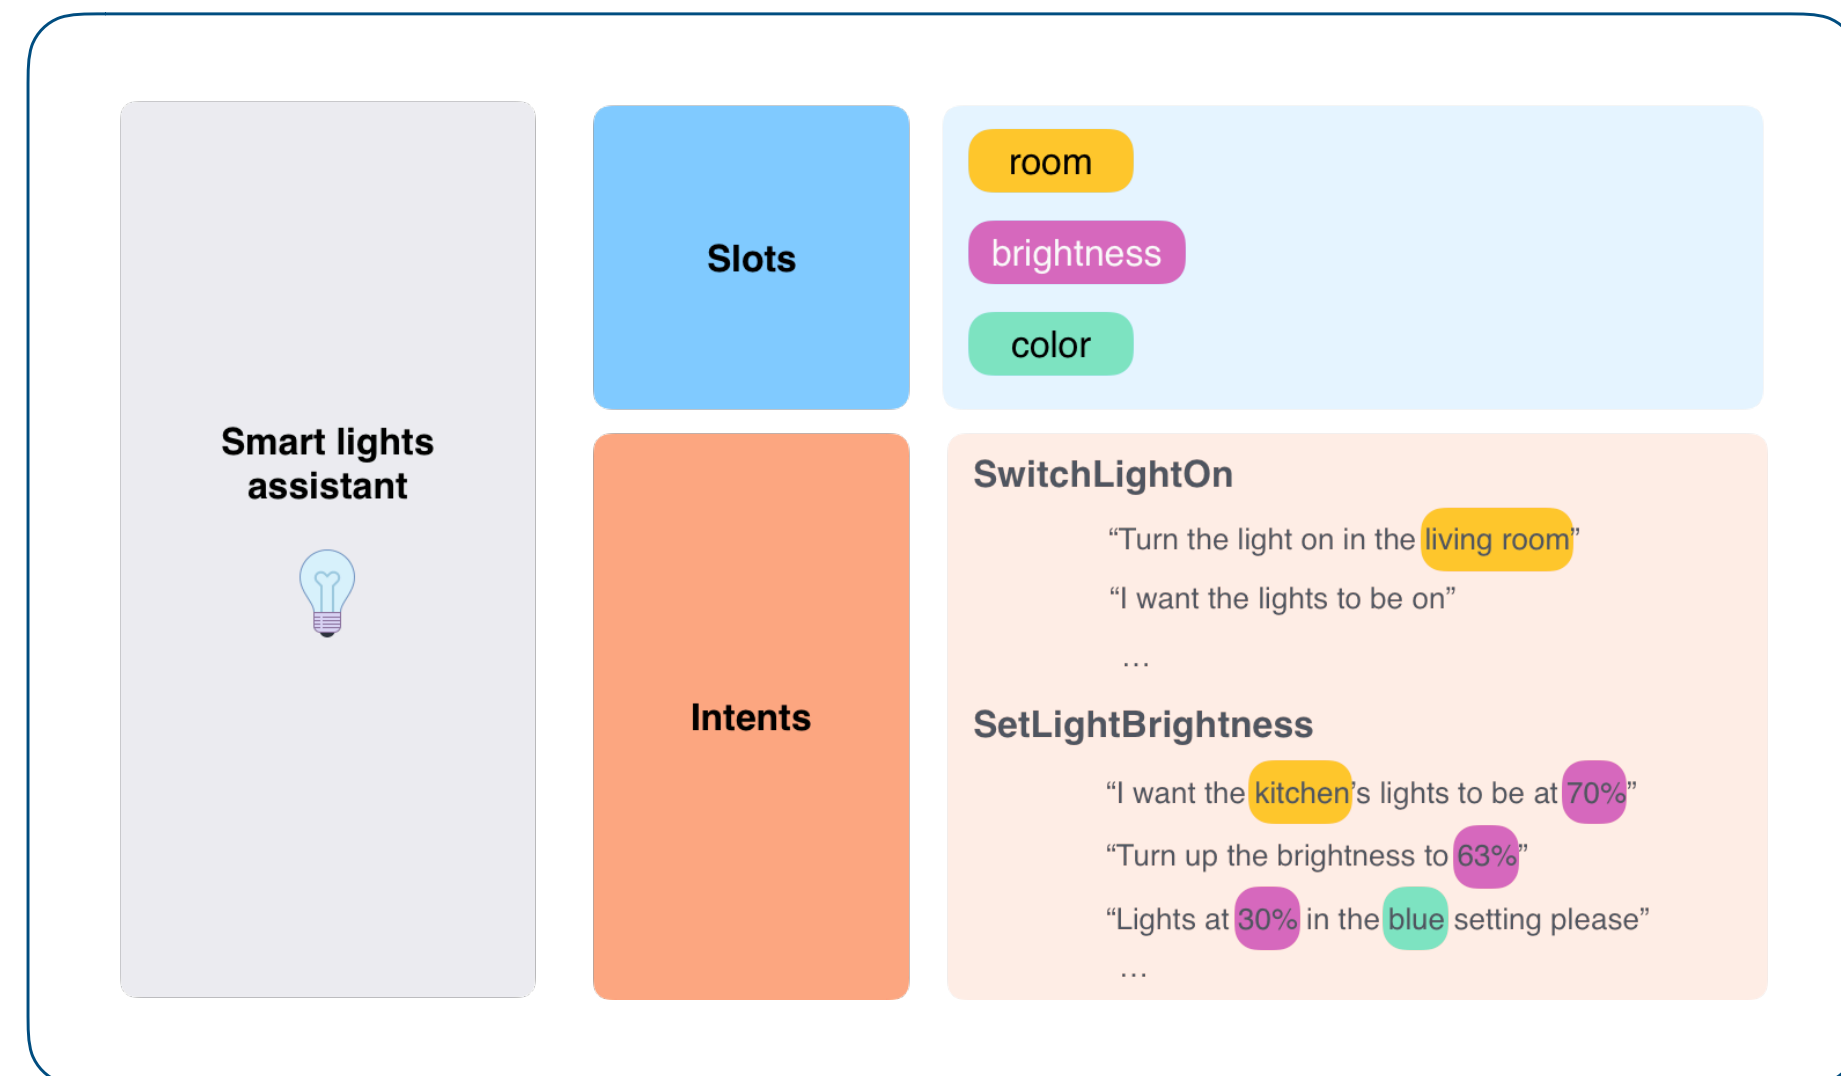 Smart lights
assistant
Slots
room
brightness
color
Intents
SwitchLightOn
“Turn the light on in the living room”
“I want the lights to be on”
…
SetLightBrightness
“I want the kitchen’s lights to be at 70%”
“Turn up the brightness to 63%”
“Lights at 30% in the blue setting please”
…